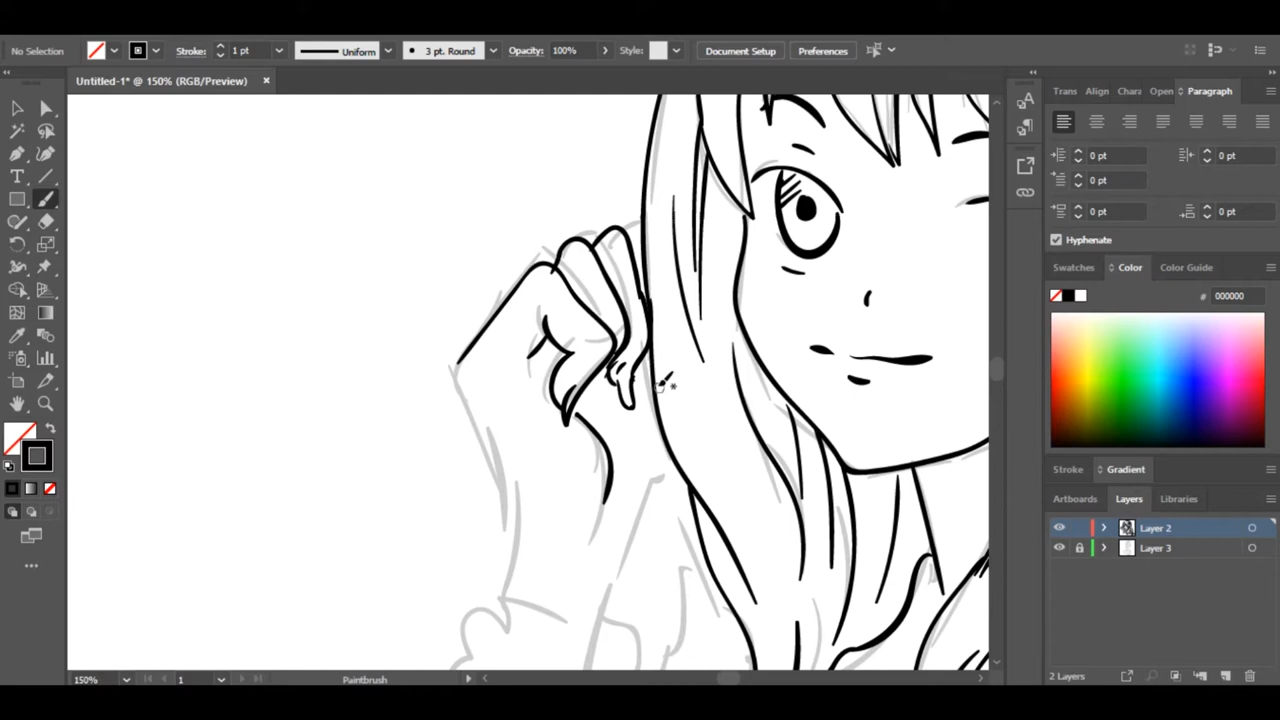 No Selection
Stroke:
1 pt
Uniform
3 pt. Round
Opacity:
100%
Style:
Document Setup
Preferences
Untitled-1* @ 150% (RGB/Preview)
Trans
Align
Chara
Open
Paragraph
0 pt
0 pt
0 pt
0 pt
0 pt
Hyphenate
Swatches
Color
Color Guide
#
000000
Stroke
Gradient
Artboards
Layers
Libraries
Layer 2
Layer 3
150%
1
Paintbrush
2 Layers